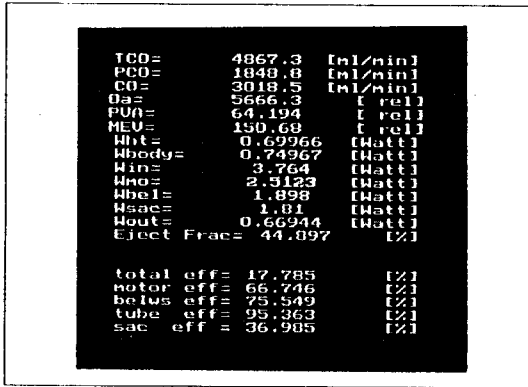 TCO= 4867.3 [ml/min]
PCO= 1848.8 [ml/min]
CO= 3018.5 [ml/min]
Oa= 5666.3 [ rel]
PVA= 64.194 [ rel]
MEV= 150.68 [ rel]
Wht= 0.69966 [Watt]
Wbody= 0.74967 [Watt]
Win= 3.764 [Watt]
Wmo= 2.5123 [Watt]
Wbel= 1.898 [Watt]
Wsac= 1.81 [Watt]
Wout= 0.66944 [Watt]
Eject Frac= 44.897 [%]
total eff= 17.785 [%]
motor eff= 66.746 [%]
belws eff= 75.549 [%]
tube eff= 95.363 [%]
sac eff = 36.985 [%]